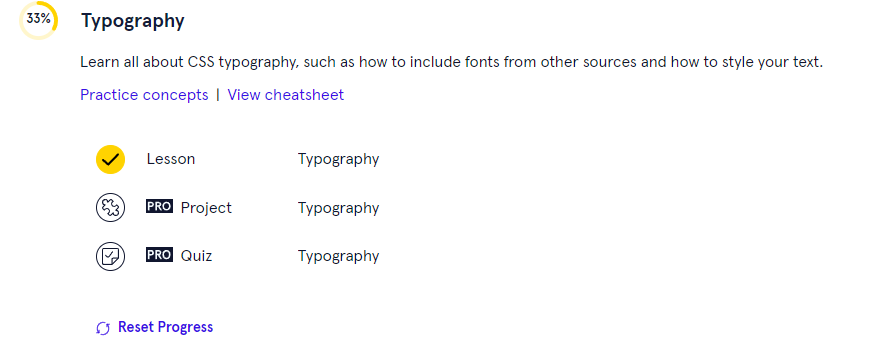 33% Typography
Learn all about CSS typography, such as how to include fonts from other sources and how to style your text.
Practice concepts | View cheatsheet
Lesson Typography
PRO Project Typography
PRO Quiz Typography
Reset Progress